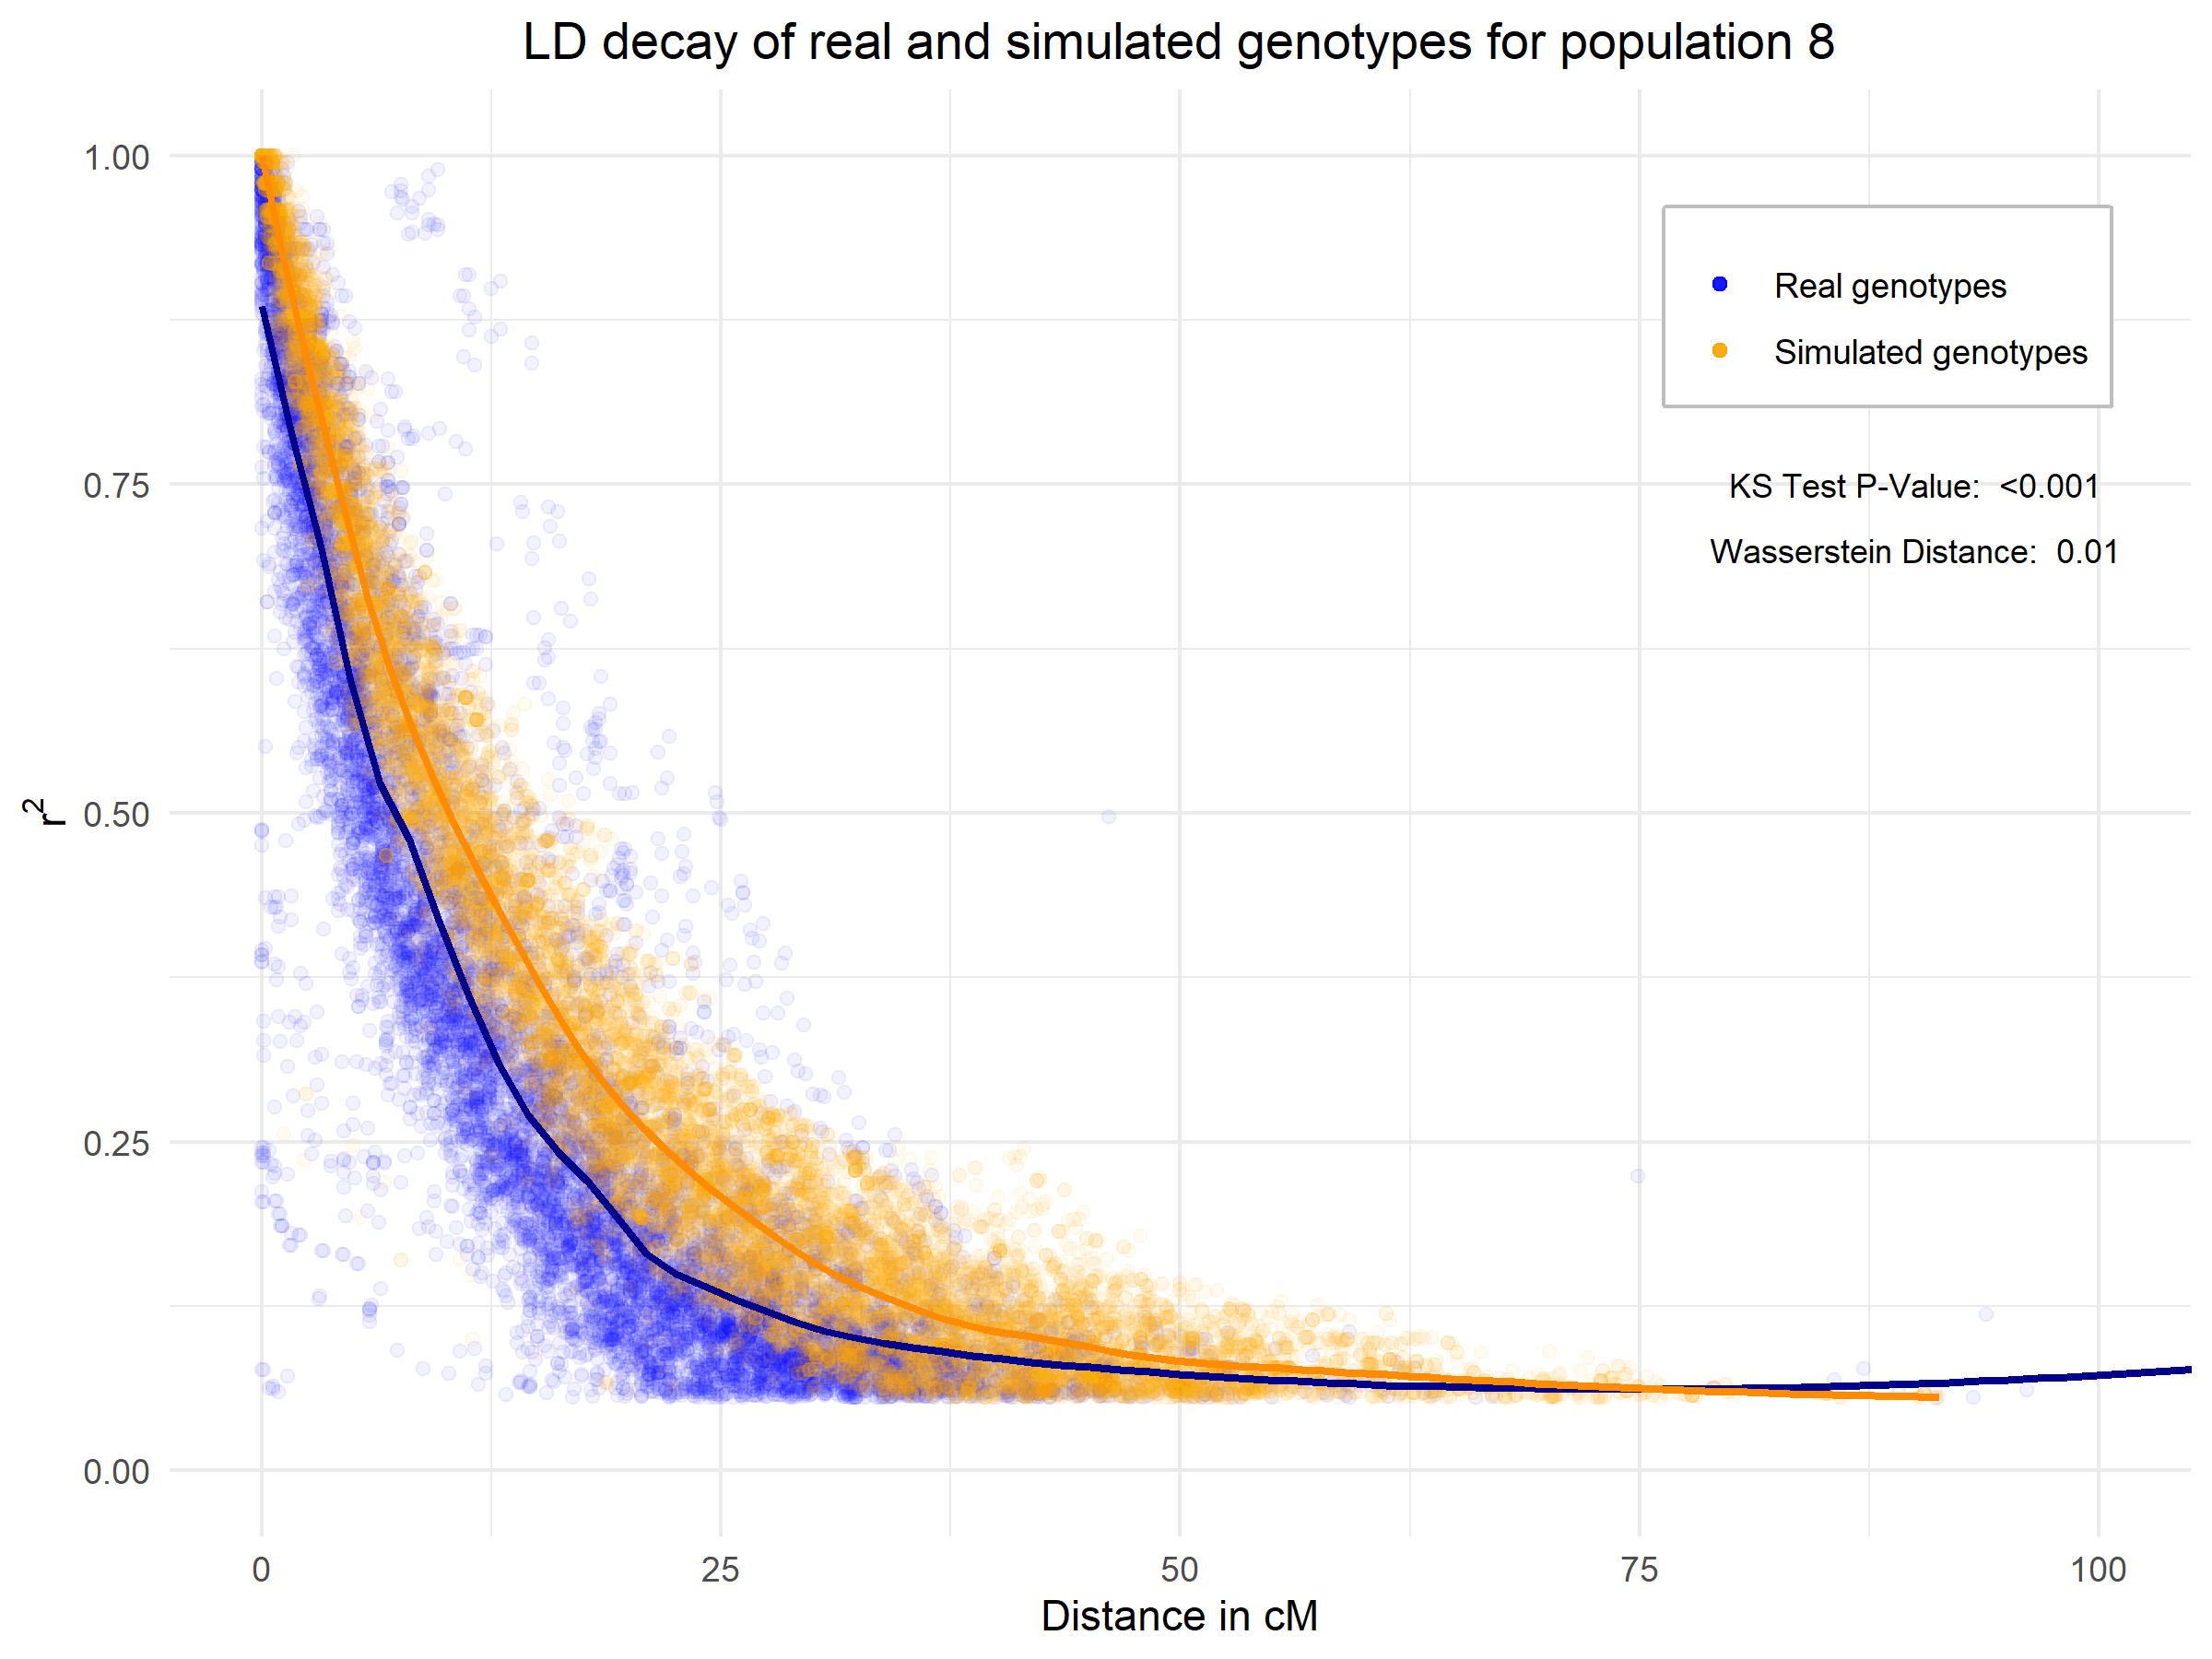 LD decay of real and simulated genotypes for population 8
1.00
0.75
0.50
0.25
0.00
r²
Real genotypes
Simulated genotypes
KS Test P-Value: <0.001
Wasserstein Distance: 0.01
0 25 50 75 100
Distance in cM